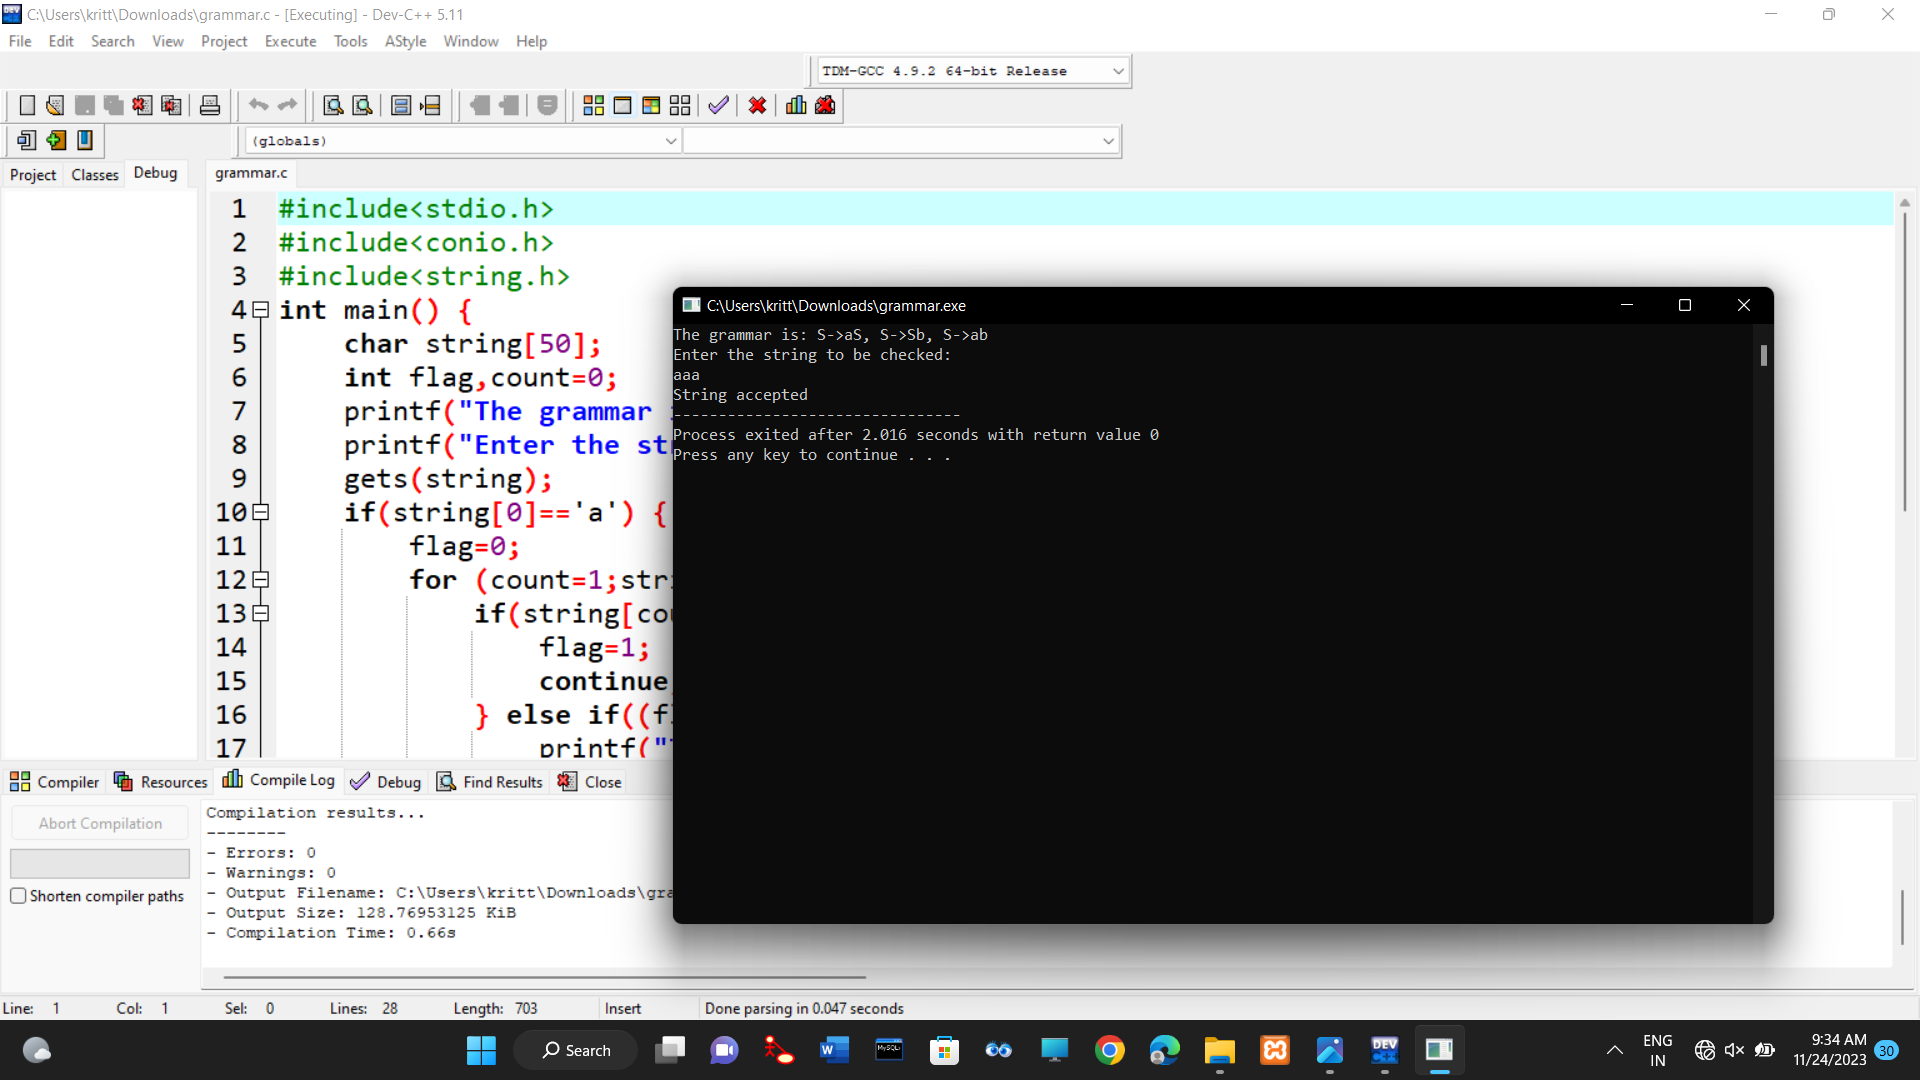 C:\Users\kritt\Downloads\grammar.c - [Executing] - Dev-C++ 5.11
File Edit Search View Project Execute Tools AStyle Window Help
TDM-GCC 4.9.2 64-bit Release
(globals)
Project Classes Debug
grammar.c
1 #include<stdio.h>
2 #include<conio.h>
3 #include<string.h>
4 int main() {
5 char string[50];
6 int flag,count=0;
7 printf("The grammar
8 printf("Enter the st
9 gets(string);
10 if(string[0]=='a') {
11 flag=0;
12 for (count=1;str
13 if(string[co
14 flag=1;
15 continue
16 } else if((f
17 printf("
C:\Users\kritt\Downloads\grammar.exe
The grammar is: S->aS, S->Sb, S->ab
Enter the string to be checked:
aaa
String accepted
--------------------------------
Process exited after 2.016 seconds with return value 0
Press any key to continue . . .
Compiler Resources Compile Log Debug Find Results Close
Abort Compilation
Shorten compiler paths
Compilation results...
--------
- Errors: 0
- Warnings: 0
- Output Filename: C:\Users\kritt\Downloads\gra
- Output Size: 128.76953125 KiB
- Compilation Time: 0.66s
Line: 1 Col: 1 Sel: 0 Lines: 28 Length: 703 Insert Done parsing in 0.047 seconds
Search
ENG
IN
9:34 AM
11/24/2023
30